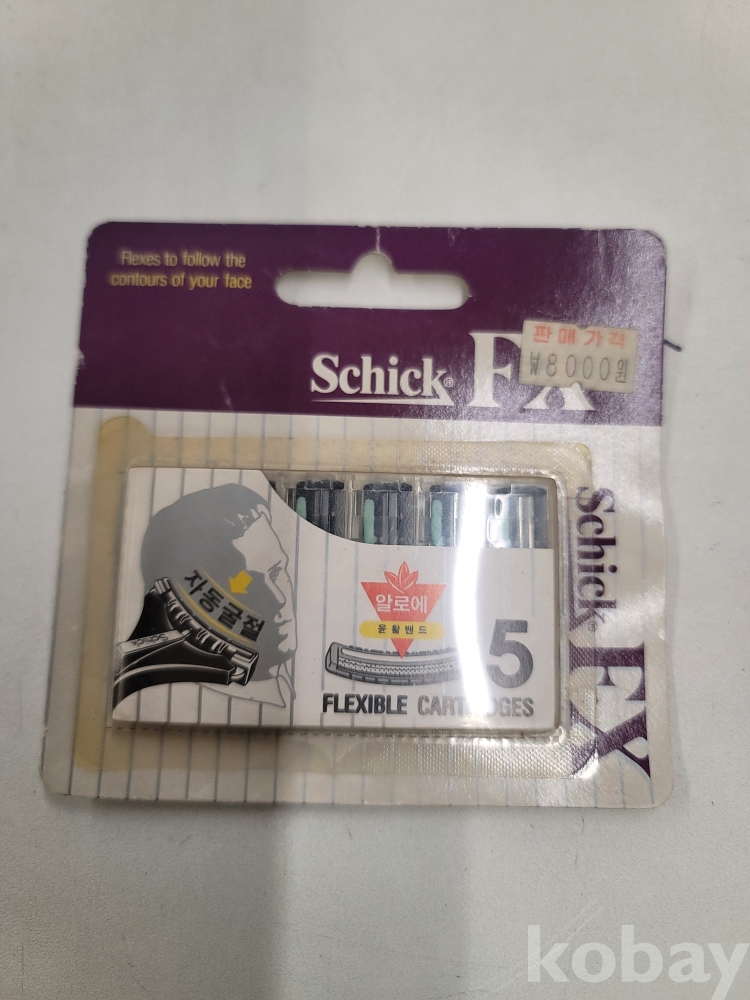 Flexes to follow the
contours of your face
Schick® FX
판매가격
₩8000원
자동굴절
알로에
윤활밴드
5
FLEXIBLE CARTRIDGES
Schick® FX
kobay